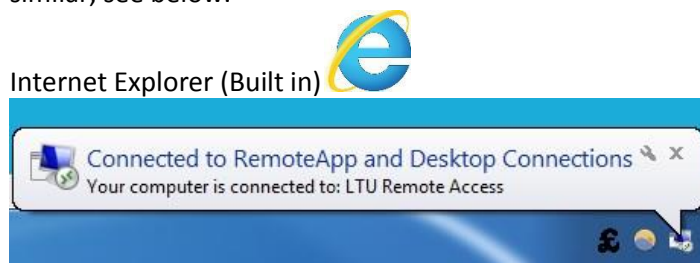 similar, see below:
Internet Explorer (Built in)
Connected to RemoteApp and Desktop Connections
Your computer is connected to: LTU Remote Access
£